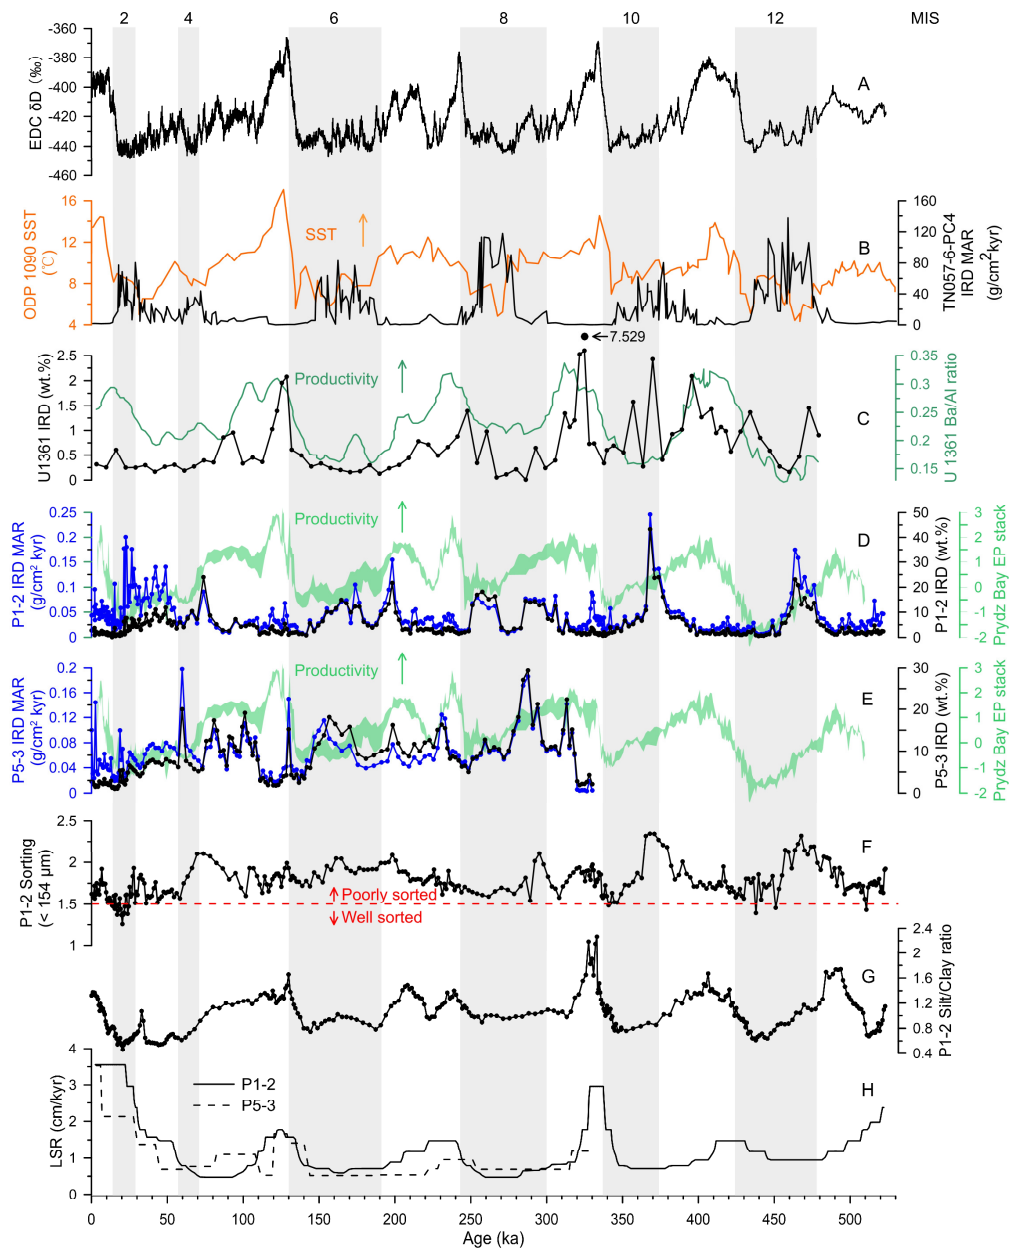 2 4 6 8 10 12 MIS
-360
-380
-400
-420
-440
-460
EDC δD (‰)
A
16
12
8
4
ODP 1090 SST
(℃)
SST
B
160
120
80
40
0
TN057-6-PC4
IRD MAR
(g/cm²kyr)
7.529
2.5
2
1.5
1
0.5
0
U1361 IRD (wt.%)
Productivity
C
0.35
0.3
0.25
0.2
0.15
U 1361 Ba/Al ratio
0.25
0.2
0.15
0.1
0.05
0
P1-2 IRD MAR
(g/cm² kyr)
Productivity
D
50
40
30
20
10
0
P1-2 IRD (wt.%)
3
2
1
0
-1
-2
Prydz Bay EP stack
0.2
0.16
0.12
0.08
0.04
0
P5-3 IRD MAR
(g/cm² kyr)
Productivity
E
30
20
10
0
P5-3 IRD (wt.%)
3
2
1
0
-1
-2
Prydz Bay EP stack
2.5
2
1.5
1
P1-2 Sorting
(< 154 μm)
Poorly sorted
Well sorted
F
2.4
2
1.6
1.2
0.8
0.4
P1-2 Silt/Clay ratio
G
4
3
2
1
0
LSR (cm/kyr)
P1-2
P5-3
H
0 50 100 150 200 250 300 350 400 450 500
Age (ka)